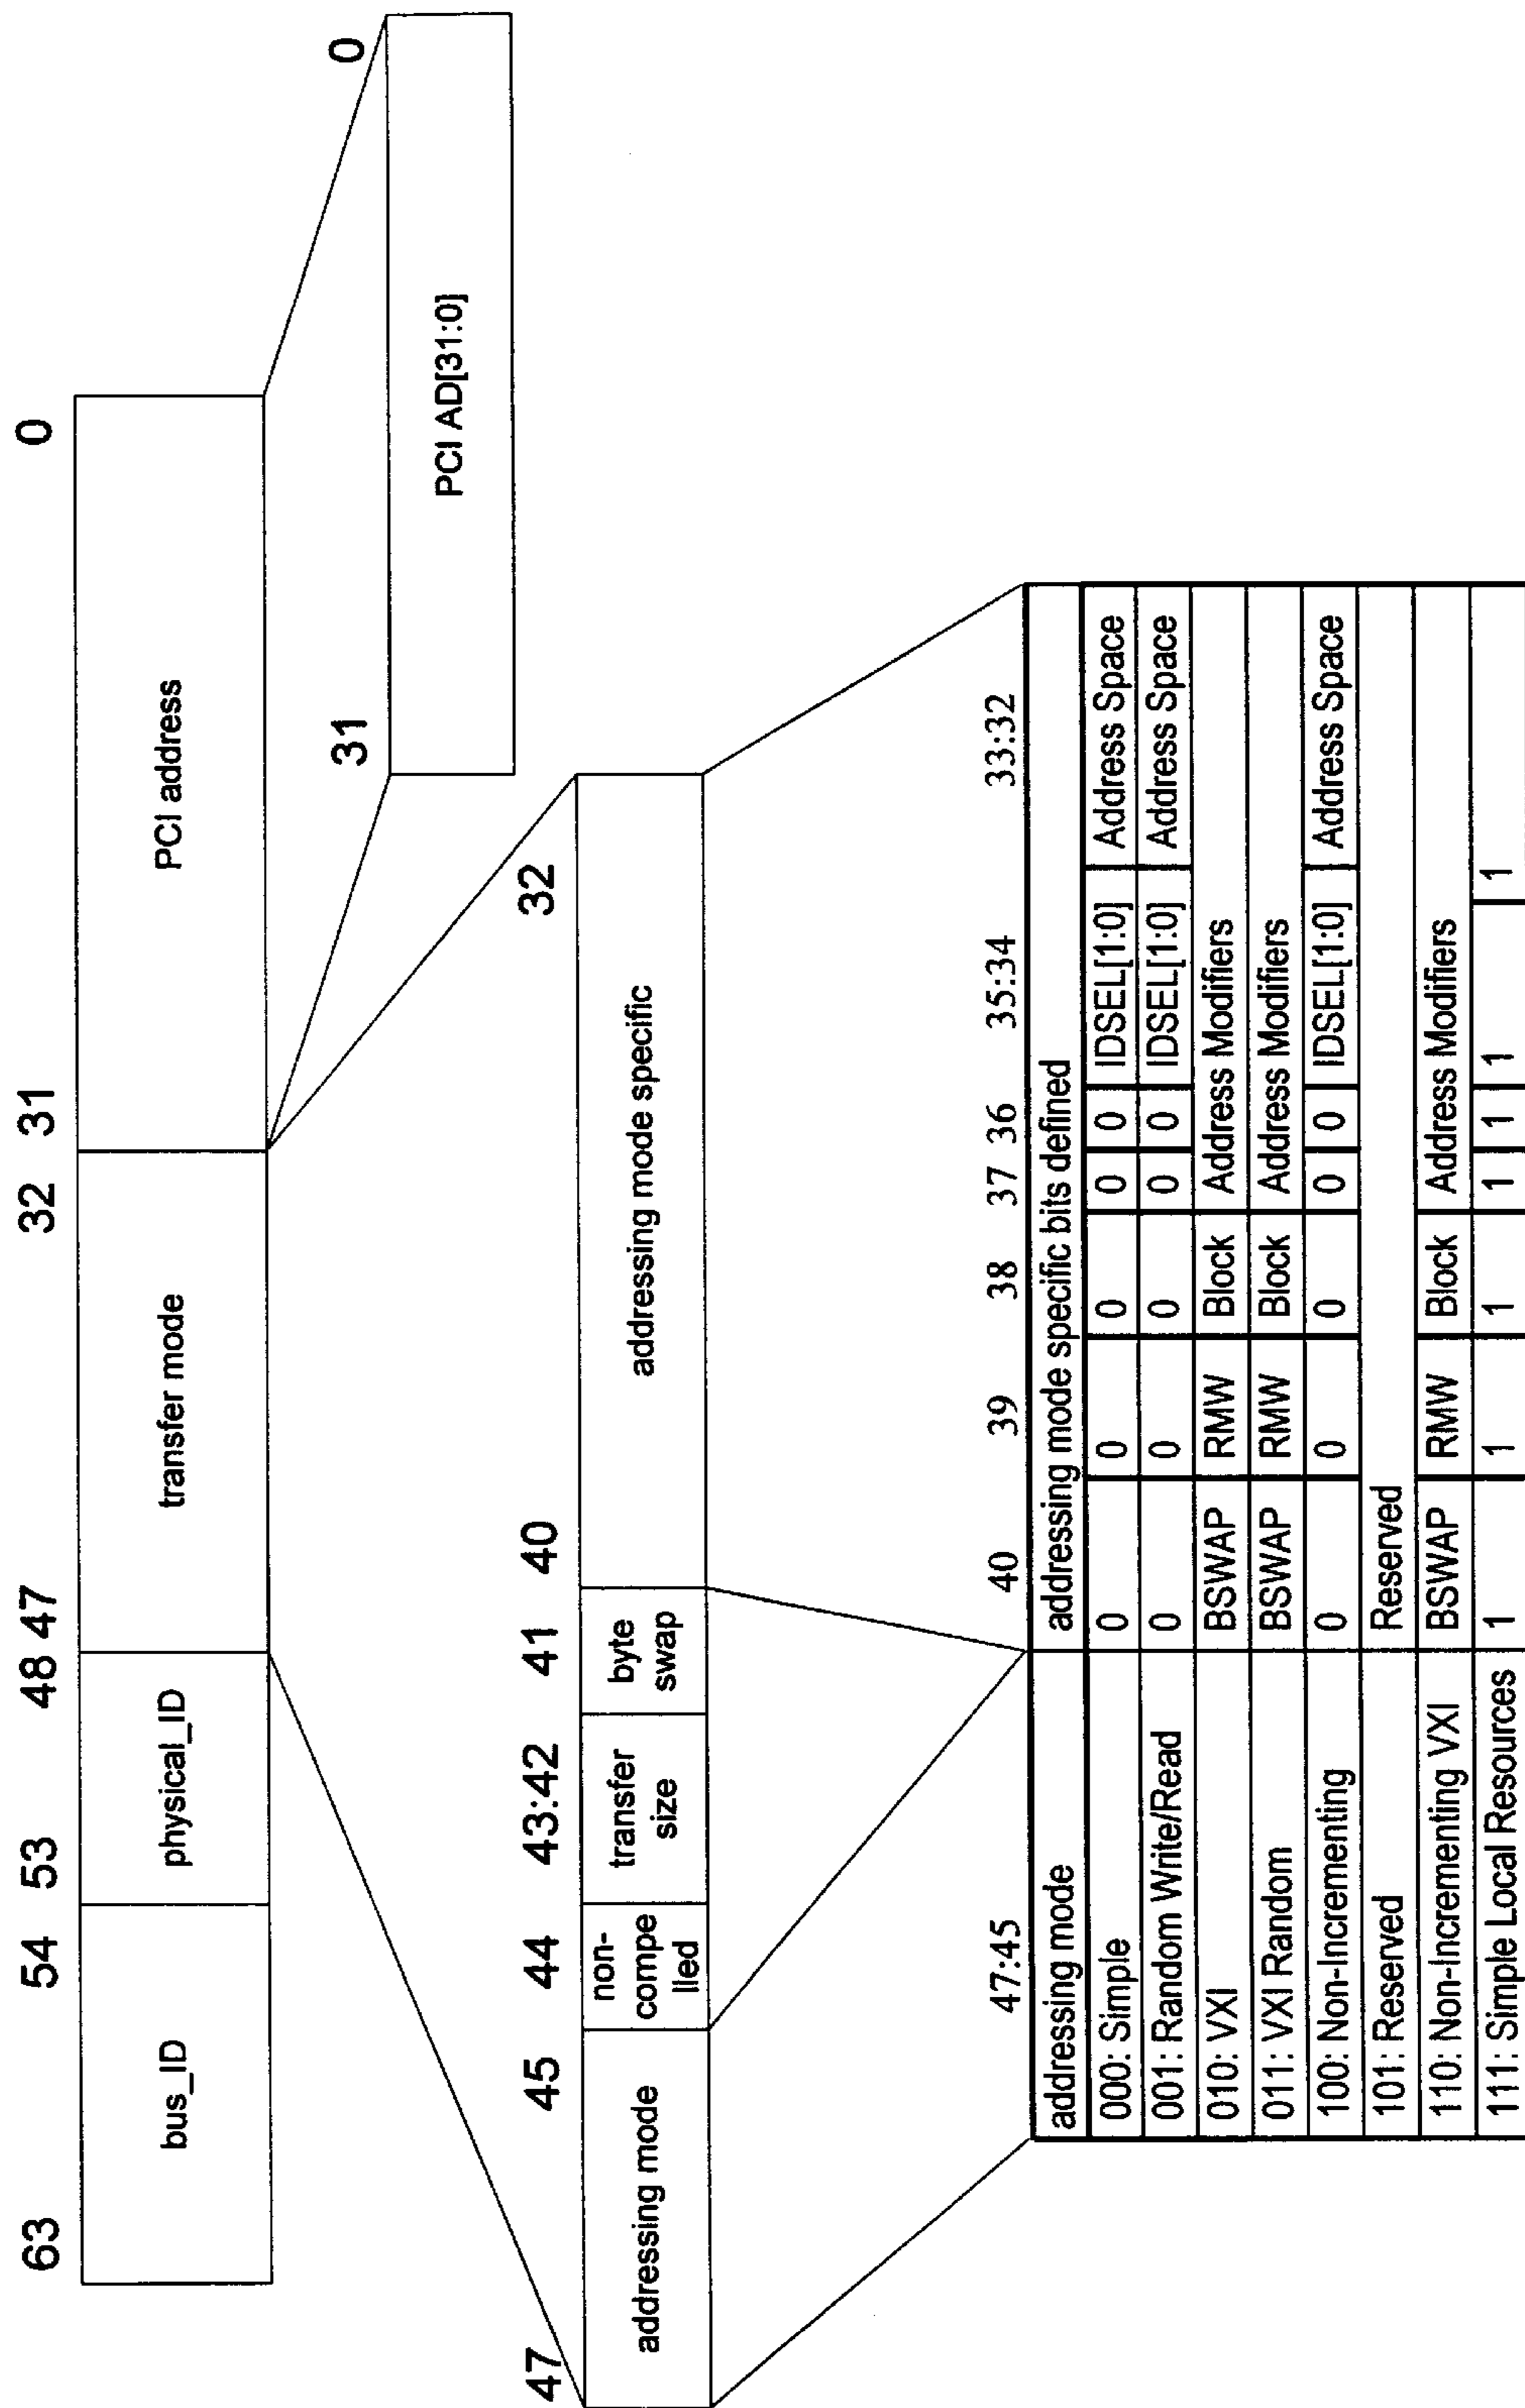 63 54 53 48 47 32 31 0
bus_ID physical_ID transfer mode PCI address
31 0
PCI AD[31:0]
47 45 44 43:42 41 40 32
addressing mode non-compelled transfer size byte swap addressing mode specific
47:45 40 39 38 37 36 35:34 33:32
addressing mode addressing mode specific bits defined
000: Simple 0 0 0 0 0 IDSEL[1:0] Address Space
001: Random Write/Read 0 0 0 0 0 IDSEL[1:0] Address Space
010: VXI BSWAP RMW Block Address Modifiers
011: VXI Random BSWAP RMW Block Address Modifiers
100: Non-Incrementing 0 0 0 0 0 IDSEL[1:0] Address Space
101: Reserved Reserved
110: Non-Incrementing VXI BSWAP RMW Block Address Modifiers
111: Simple Local Resources 1 1 1 1 1 1 1